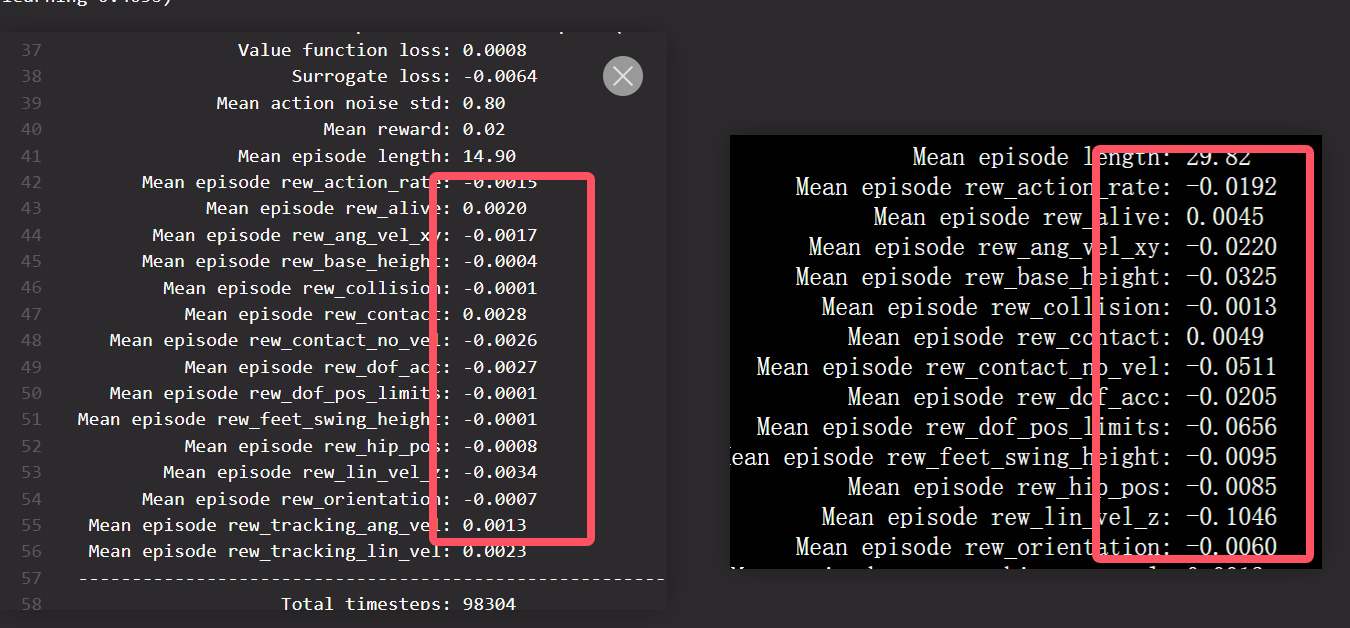 37 Value function loss: 0.0008
38 Surrogate loss: -0.0064
39 Mean action noise std: 0.80
40 Mean reward: 0.02
41 Mean episode length: 14.90
42 Mean episode rew_action_rate: -0.0015
43 Mean episode rew_alive: 0.0020
44 Mean episode rew_ang_vel_xy: -0.0017
45 Mean episode rew_base_height: -0.0004
46 Mean episode rew_collision: -0.0001
47 Mean episode rew_contact: 0.0028
48 Mean episode rew_contact_no_vel: -0.0026
49 Mean episode rew_dof_acc: -0.0027
50 Mean episode rew_dof_pos_limits: -0.0001
51 Mean episode rew_feet_swing_height: -0.0001
52 Mean episode rew_hip_pos: -0.0008
53 Mean episode rew_lin_vel_z: -0.0034
54 Mean episode rew_orientation: -0.0007
55 Mean episode rew_tracking_ang_vel: 0.0013
56 Mean episode rew_tracking_lin_vel: 0.0023
57 -------------------------------------------------------
58 Total timesteps: 98304
Mean episode length: 29.82
Mean episode rew_action_rate: -0.0192
Mean episode rew_alive: 0.0045
Mean episode rew_ang_vel_xy: -0.0220
Mean episode rew_base_height: -0.0325
Mean episode rew_collision: -0.0013
Mean episode rew_contact: 0.0049
Mean episode rew_contact_no_vel: -0.0511
Mean episode rew_dof_acc: -0.0205
Mean episode rew_dof_pos_limits: -0.0656
ean episode rew_feet_swing_height: -0.0095
Mean episode rew_hip_pos: -0.0085
Mean episode rew_lin_vel_z: -0.1046
Mean episode rew_orientation: -0.0060